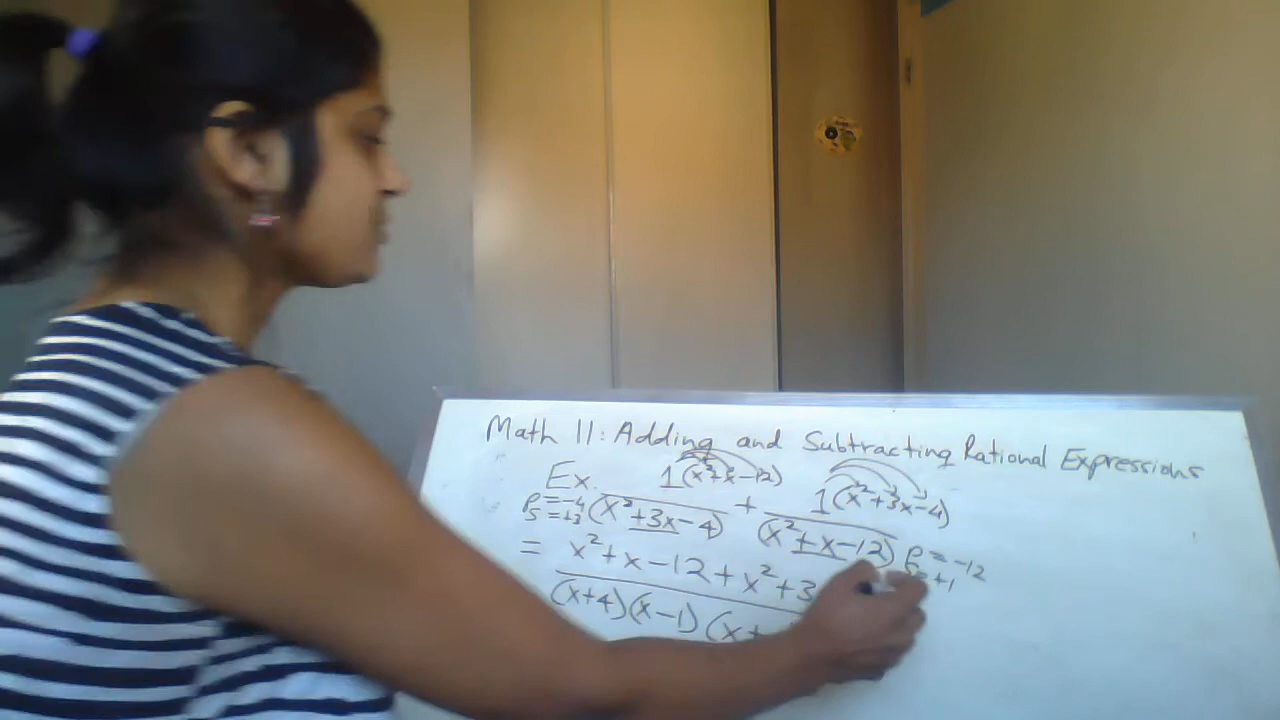 Math 11: Adding and Subtracting Rational Expressions
Ex. 1(x²+x-12) + 1(x²+3x-4)
P = -4 (x²+3x-4) (x²+x-12) P = -12
S = +3 S = +1
= x²+x-12+x²+3
(x+4)(x-1)(x+